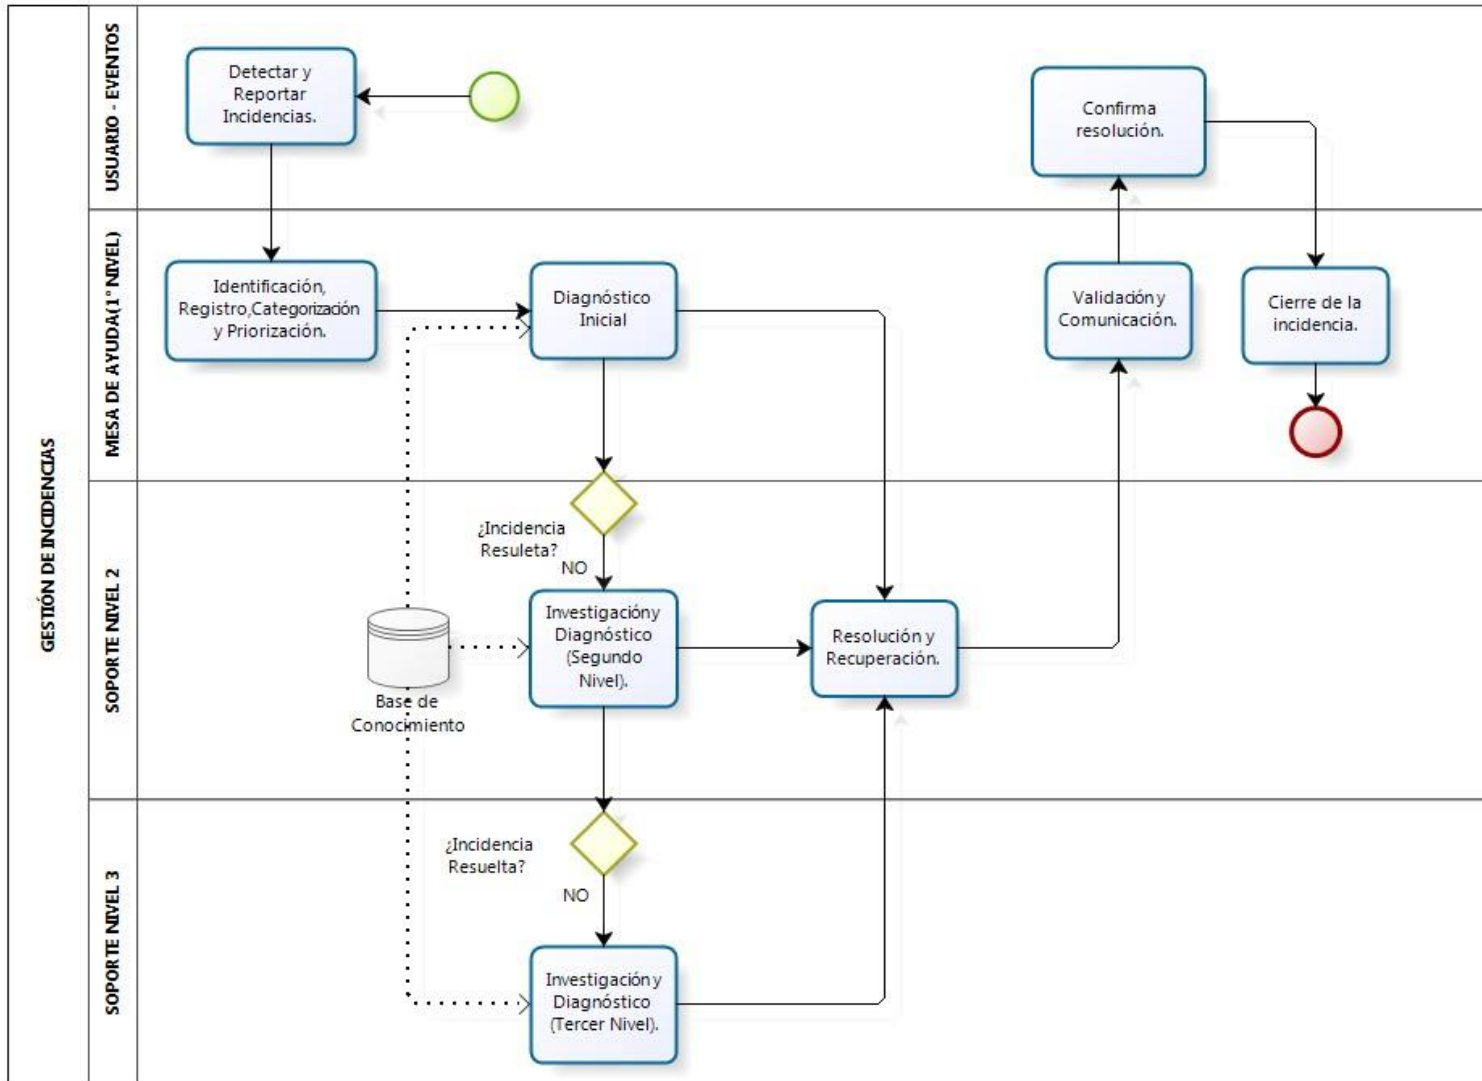 GESTIÓN DE INCIDENCIAS
USUARIO - EVENTOS
Detectar y
Reportar
Incidencias.
Confirma
resolución.
MESA DE AYUDA(1° NIVEL)
Identificación,
Registro,Categorización
y Priorización.
Diagnóstico
Inicial
Validación y
Comunicación.
Cierre de la
incidencia.
SOPORTE NIVEL 2
¿Incidencia
Resuleta?
NO
Investigación y
Diagnóstico
(Segundo
Nivel).
Resolución y
Recuperación.
Base de
Conocimiento
SOPORTE NIVEL 3
¿Incidencia
Resuelta?
NO
Investigación y
Diagnóstico
(Tercer Nivel).